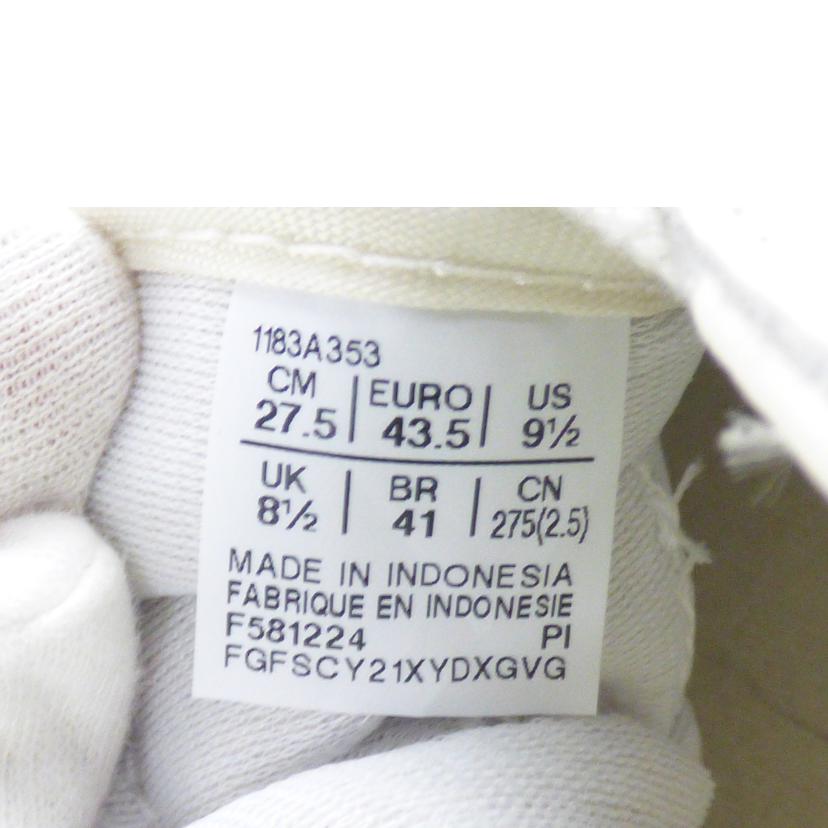 1183A353
CM | EURO | US
27.5 | 43.5 | 9½
UK | BR | CN
8½ | 41 | 275(2.5)
MADE IN INDONESIA
FABRIQUE EN INDONESIE
F581224 PI
FGFSCY21XYDXGVG